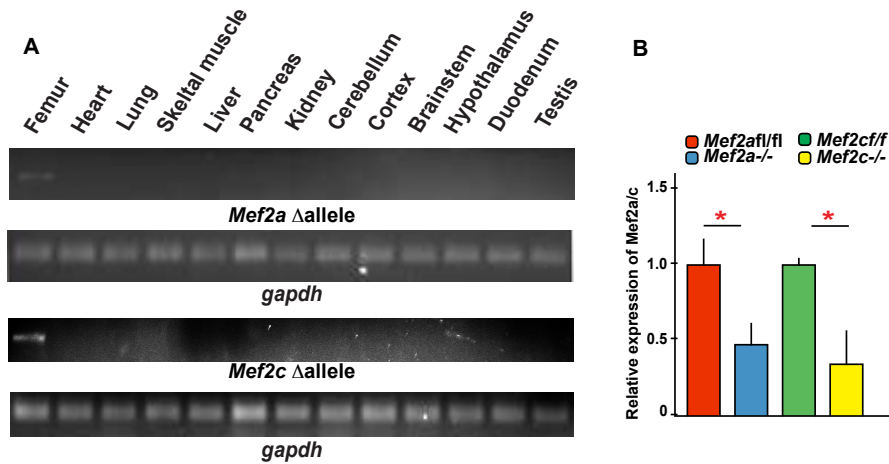 A
Femur
Heart
Lung
Skeltal muscle
Liver
Pancreas
Kidney
Cerebellum
Cortex
Brainstem
Hypothalamus
Duodenum
Testis
Mef2a Δallele
gapdh
Mef2c Δallele
gapdh
B
Mef2afl/fl
Mef2cf/f
Mef2a-/-
Mef2c-/-
Relative expression of Mef2a/c
1.5
1.0
0.5
0
*
*